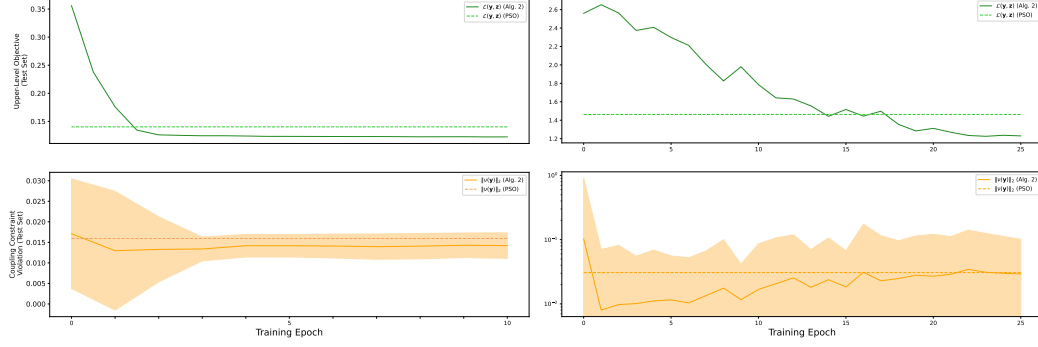 0.35
0.30
0.25
0.20
0.15
Upper-Level Objective
(Test Set)
ℒ(y, z) (Alg. 2)
ℒ(y, z) (PSO)
2.6
2.4
2.2
2.0
1.8
1.6
1.4
1.2
0
5
10
15
20
25
ℒ(y, z) (Alg. 2)
ℒ(y, z) (PSO)
0.030
0.025
0.020
0.015
0.010
0.005
0.000
Coupling Constraint
Violation (Test Set)
‖ν(y)‖₂ (Alg. 2)
‖ν(y)‖₂ (PSO)
0
5
10
Training Epoch
10⁰
10⁻¹
10⁻²
‖ν(y)‖₂ (Alg. 2)
‖ν(y)‖₂ (PSO)
0
5
10
15
20
25
Training Epoch